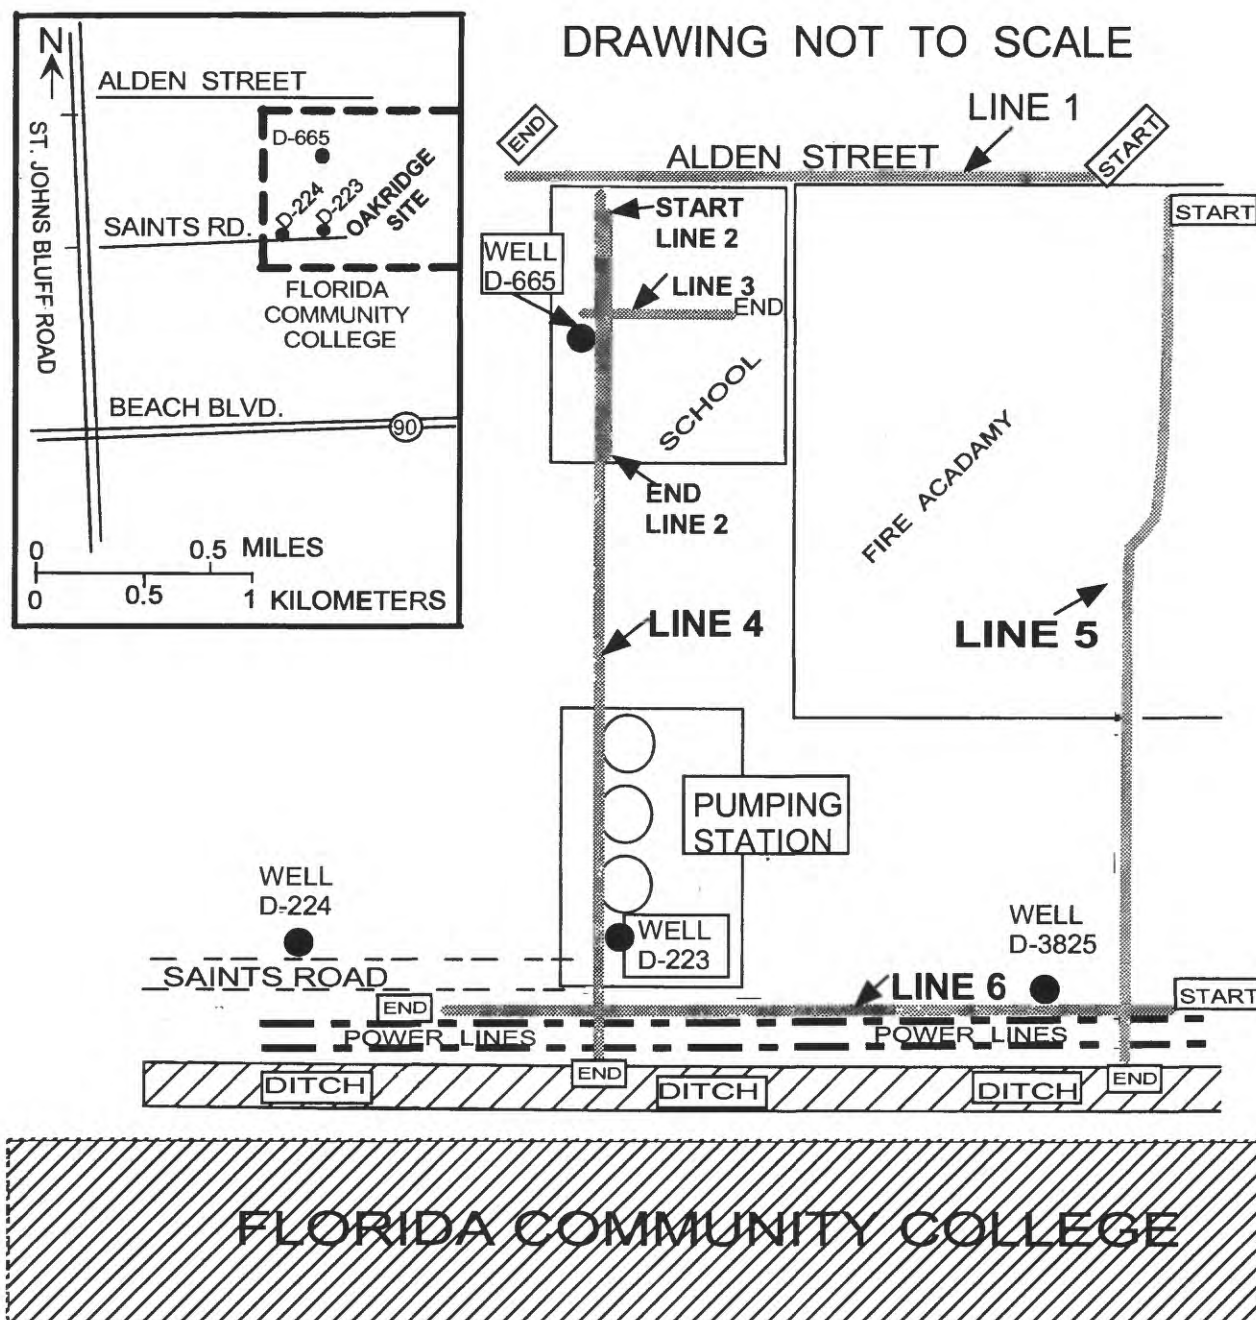 DRAWING NOT TO SCALE
N
ALDEN STREET
ST. JOHNS BLUFF ROAD
D-665
D-224
D-223
OAKRIDGE
SITE
SAINTS RD.
FLORIDA
COMMUNITY
COLLEGE
BEACH BLVD.
90
0 0.5 MILES
0 0.5 1 KILOMETERS
END
LINE 1
START
ALDEN STREET
START
START
LINE 2
WELL
D-665
LINE 3
END
SCHOOL
END
LINE 2
FIRE ACADAMY
LINE 4
LINE 5
PUMPING
STATION
WELL
D-224
WELL
D-223
WELL
D-3825
SAINTS ROAD
END
LINE 6
START
POWER LINES
POWER LINES
DITCH
END
DITCH
DITCH
END
FLORIDA COMMUNITY COLLEGE